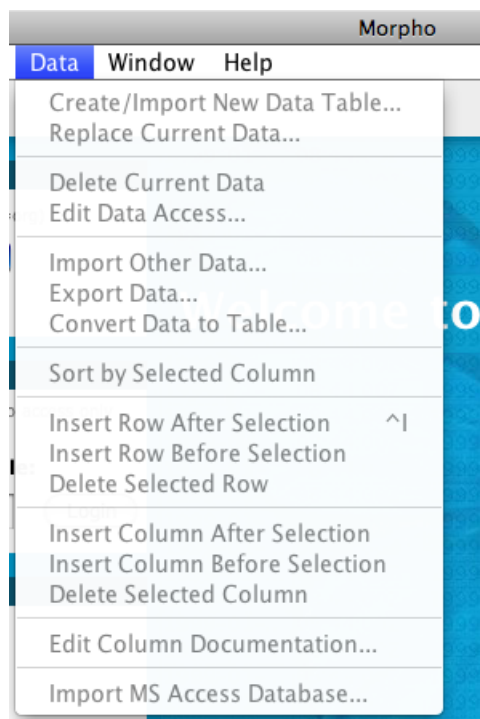 Morpho
Data Window Help
Create/Import New Data Table...
Replace Current Data...
Delete Current Data
Edit Data Access...
Import Other Data...
Export Data...
Welcome to
Convert Data to Table...
Sort by Selected Column
Insert Row After Selection ^I
Insert Row Before Selection
Delete Selected Row
Login
Insert Column After Selection
Insert Column Before Selection
Delete Selected Column
Edit Column Documentation...
Import MS Access Database...